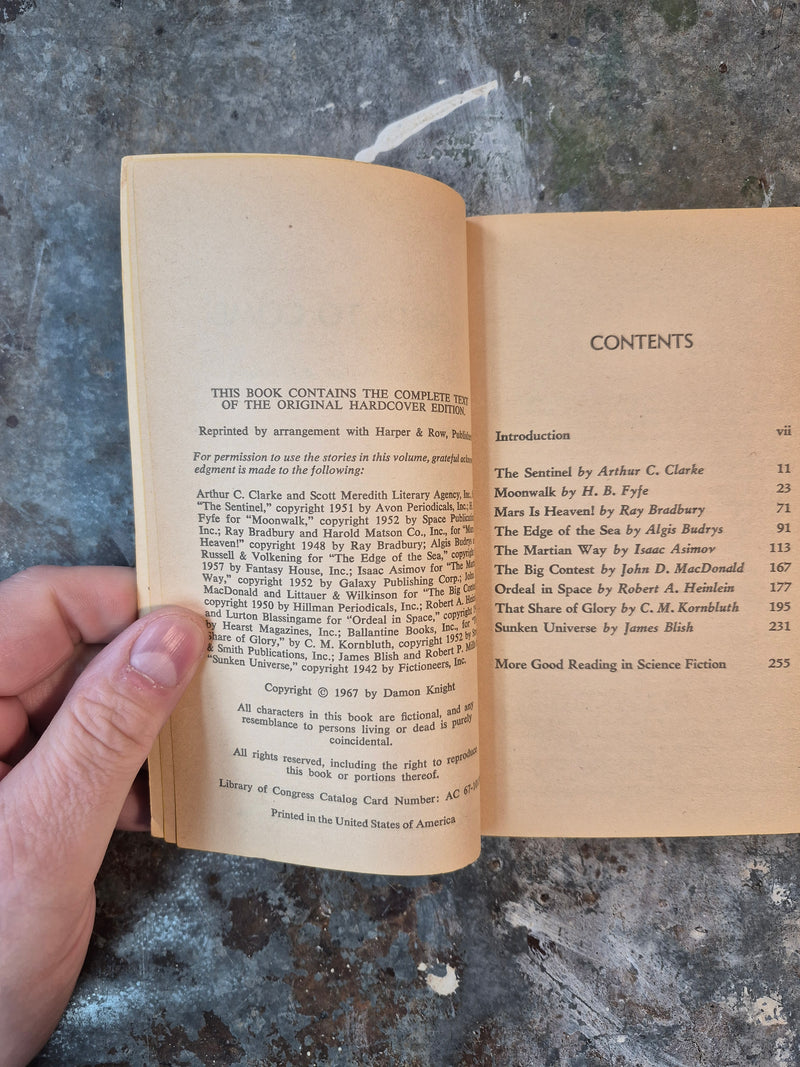 THIS BOOK CONTAINS THE COMPLETE TEXT
OF THE ORIGINAL HARDCOVER EDITION.
Reprinted by arrangement with Harper & Row,
For permission to use the stories in this volume, grateful
edgment is made to the following:
Arthur C. Clarke and Scott Meredith Literary Agency, Inc.
"The Sentinel," copyright 1951 by Avon Periodicals, Inc.; H.
Fyfe for "Moonwalk," copyright 1952 by Space
Inc.; Ray Bradbury and Harold Matson Co., Inc., for
Heaven!" copyright 1948 by Ray Bradbury; Algis Budrys
Russell & Volkening for "The Edge of the Sea,"
1957 by Fantasy House, Inc.; Isaac Asimov for "The
Way," copyright 1952 by Galaxy Publishing Corp.; John
MacDonald and Littauer & Wilkinson for "The Big
copyright 1950 by Hillman Periodicals, Inc.; Robert A.
and Lurton Blassingame for "Ordeal in Space,"
by Hearst Magazines, Inc.; Ballantine Books, Inc., for
Share of Glory," by C. M. Kornbluth, copyright 1952 by
& Smith Publications, Inc.; James Blish and Robert P.
"Sunken Universe," copyright 1942 by Fictioneers, Inc.
Copyright © 1967 by Damon Knight
All characters in this book are fictional, and any
resemblance to persons living or dead is purely
coincidental.
All rights reserved, including the right to reproduce
this book or portions thereof.
Library of Congress Catalog Card Number: AC
Printed in the United States of America
CONTENTS
Introduction vii
The Sentinel by Arthur C. Clarke 11
Moonwalk by H. B. Fyfe 23
Mars Is Heaven! by Ray Bradbury 71
The Edge of the Sea by Algis Budrys 91
The Martian Way by Isaac Asimov 113
The Big Contest by John D. MacDonald 167
Ordeal in Space by Robert A. Heinlein 177
That Share of Glory by C. M. Kornbluth 195
Sunken Universe by James Blish 231
More Good Reading in Science Fiction 255